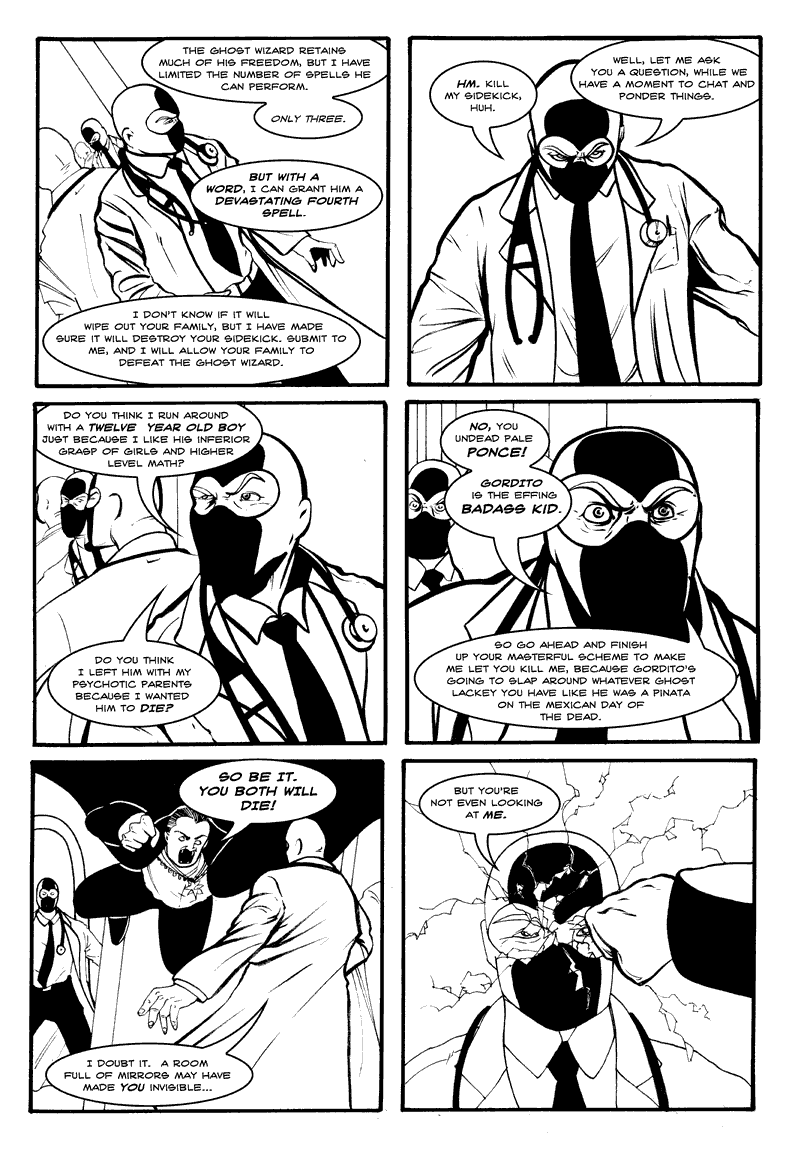 THE GHOST WIZARD RETAINS
MUCH OF HIS FREEDOM, BUT I HAVE
LIMITED THE NUMBER OF SPELLS HE
CAN PERFORM.
ONLY THREE.
BUT WITH A
WORD, I CAN GRANT HIM A
DEVASTATING FOURTH
SPELL.
I DON'T KNOW IF IT WILL
WIPE OUT YOUR FAMILY, BUT I HAVE MADE
SURE IT WILL DESTROY YOUR SIDEKICK. SUBMIT TO
ME, AND I WILL ALLOW YOUR FAMILY TO
DEFEAT THE GHOST WIZARD.
HM. KILL
MY SIDEKICK,
HUH.
WELL, LET ME ASK
YOU A QUESTION, WHILE WE
HAVE A MOMENT TO CHAT AND
PONDER THINGS.
DO YOU THINK I RUN AROUND
WITH A TWELVE YEAR OLD BOY
JUST BECAUSE I LIKE HIS INFERIOR
GRASP OF GIRLS AND HIGHER
LEVEL MATH?
DO YOU THINK
I LEFT HIM WITH MY
PSYCHOTIC PARENTS
BECAUSE I WANTED
HIM TO DIE?
NO, YOU
UNDEAD PALE
PONCE!
GORDITO
IS THE EFFING
BADASS KID.
SO GO AHEAD AND FINISH
UP YOUR MASTERFUL SCHEME TO MAKE
ME LET YOU KILL ME, BECAUSE GORDITO'S
GOING TO SLAP AROUND WHATEVER GHOST
LACKEY YOU HAVE LIKE HE WAS A PINATA
ON THE MEXICAN DAY OF
THE DEAD.
SO BE IT.
YOU BOTH WILL
DIE!
I DOUBT IT. A ROOM
FULL OF MIRRORS MAY HAVE
MADE YOU INVISIBLE...
BUT YOU'RE
NOT EVEN LOOKING
AT ME.